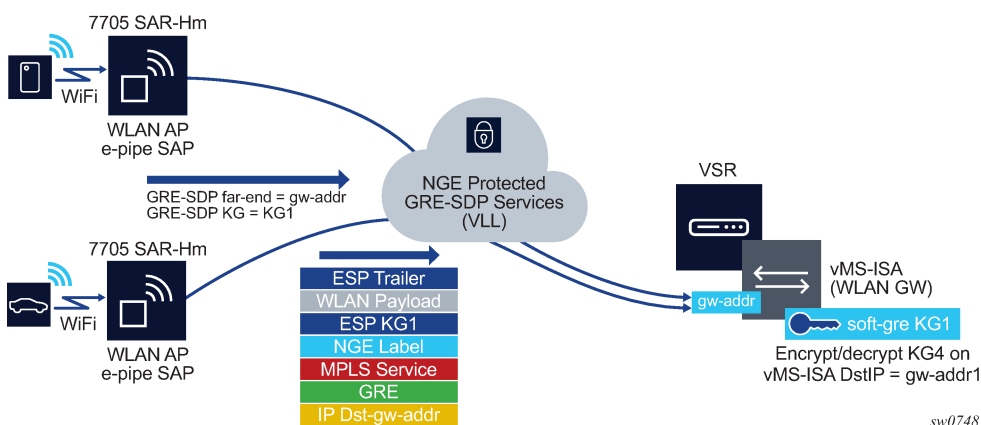 7705 SAR-Hm
WiFi
WLAN AP
e-pipe SAP
GRE-SDP far-end = gw-addr
GRE-SDP KG = KG1
7705 SAR-Hm
WiFi
WLAN AP
e-pipe SAP
NGE Protected
GRE-SDP Services
(VLL)
ESP Trailer
WLAN Payload
ESP KG1
NGE Label
MPLS Service
GRE
IP Dst-gw-addr
VSR
vMS-ISA
(WLAN GW)
gw-addr
soft-gre KG1
Encrypt/decrypt KG4 on
vMS-ISA DstIP = gw-addr1
sw0748